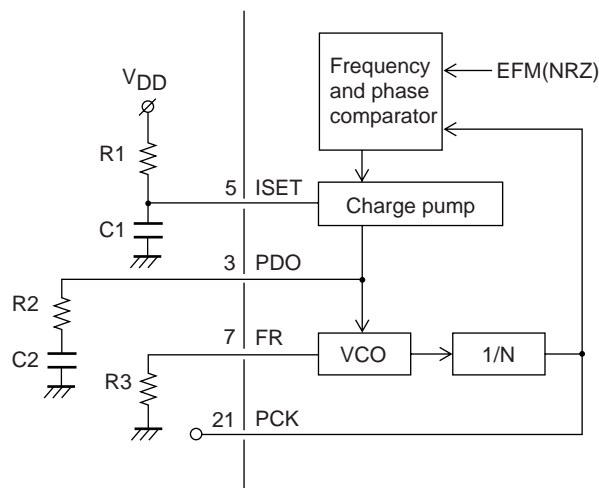 Frequency
and phase
comparator
EFM(NRZ)
VDD
R1
5 ISET
Charge pump
C1
3 PDO
R2
7 FR
VCO
1/N
C2
R3
21 PCK